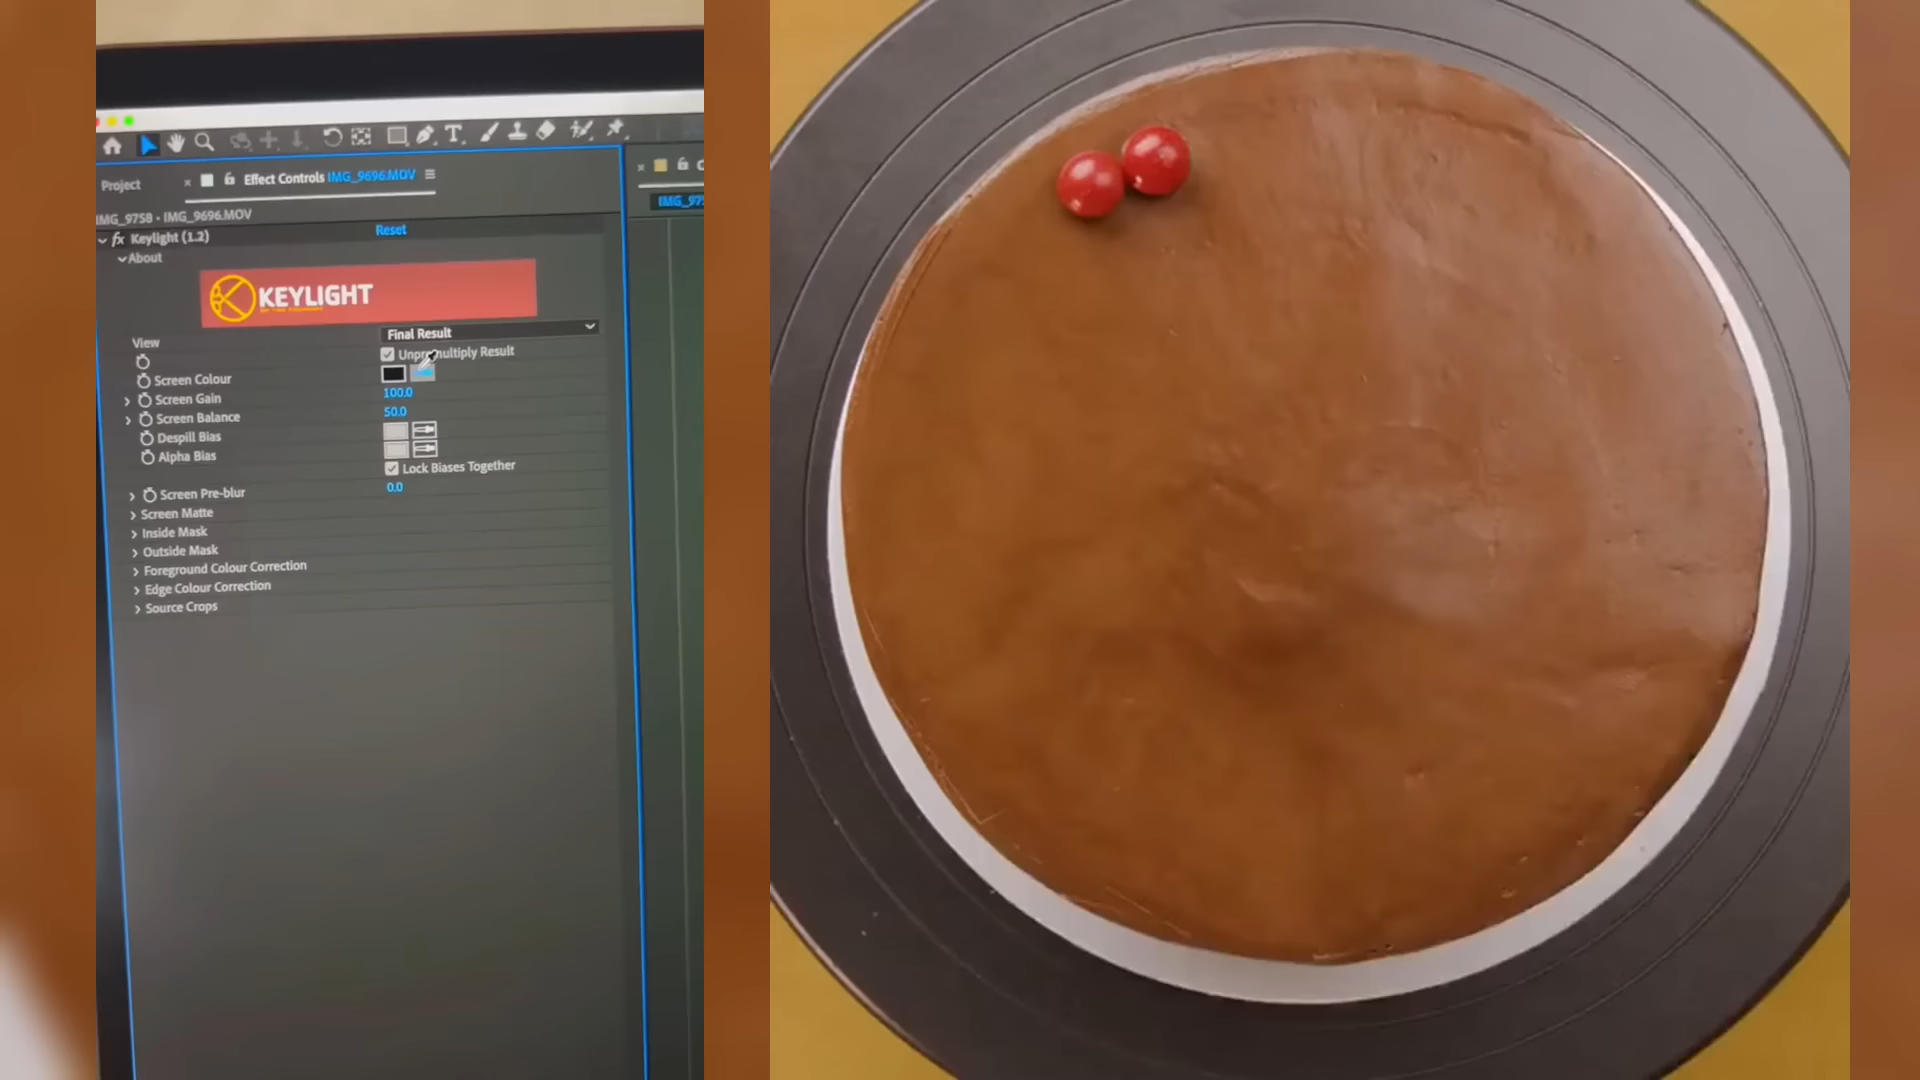 Project
Effect Controls IMG_9696.MOV
IMG_9758 • IMG_9696.MOV
fx Keylight (1.2)
Reset
About
KEYLIGHT
View
Final Result
Unpremultiply Result
Screen Colour
Screen Gain
100.0
Screen Balance
50.0
Despill Bias
Alpha Bias
Lock Biases Together
Screen Pre-blur
0.0
Screen Matte
Inside Mask
Outside Mask
Foreground Colour Correction
Edge Colour Correction
Source Crops